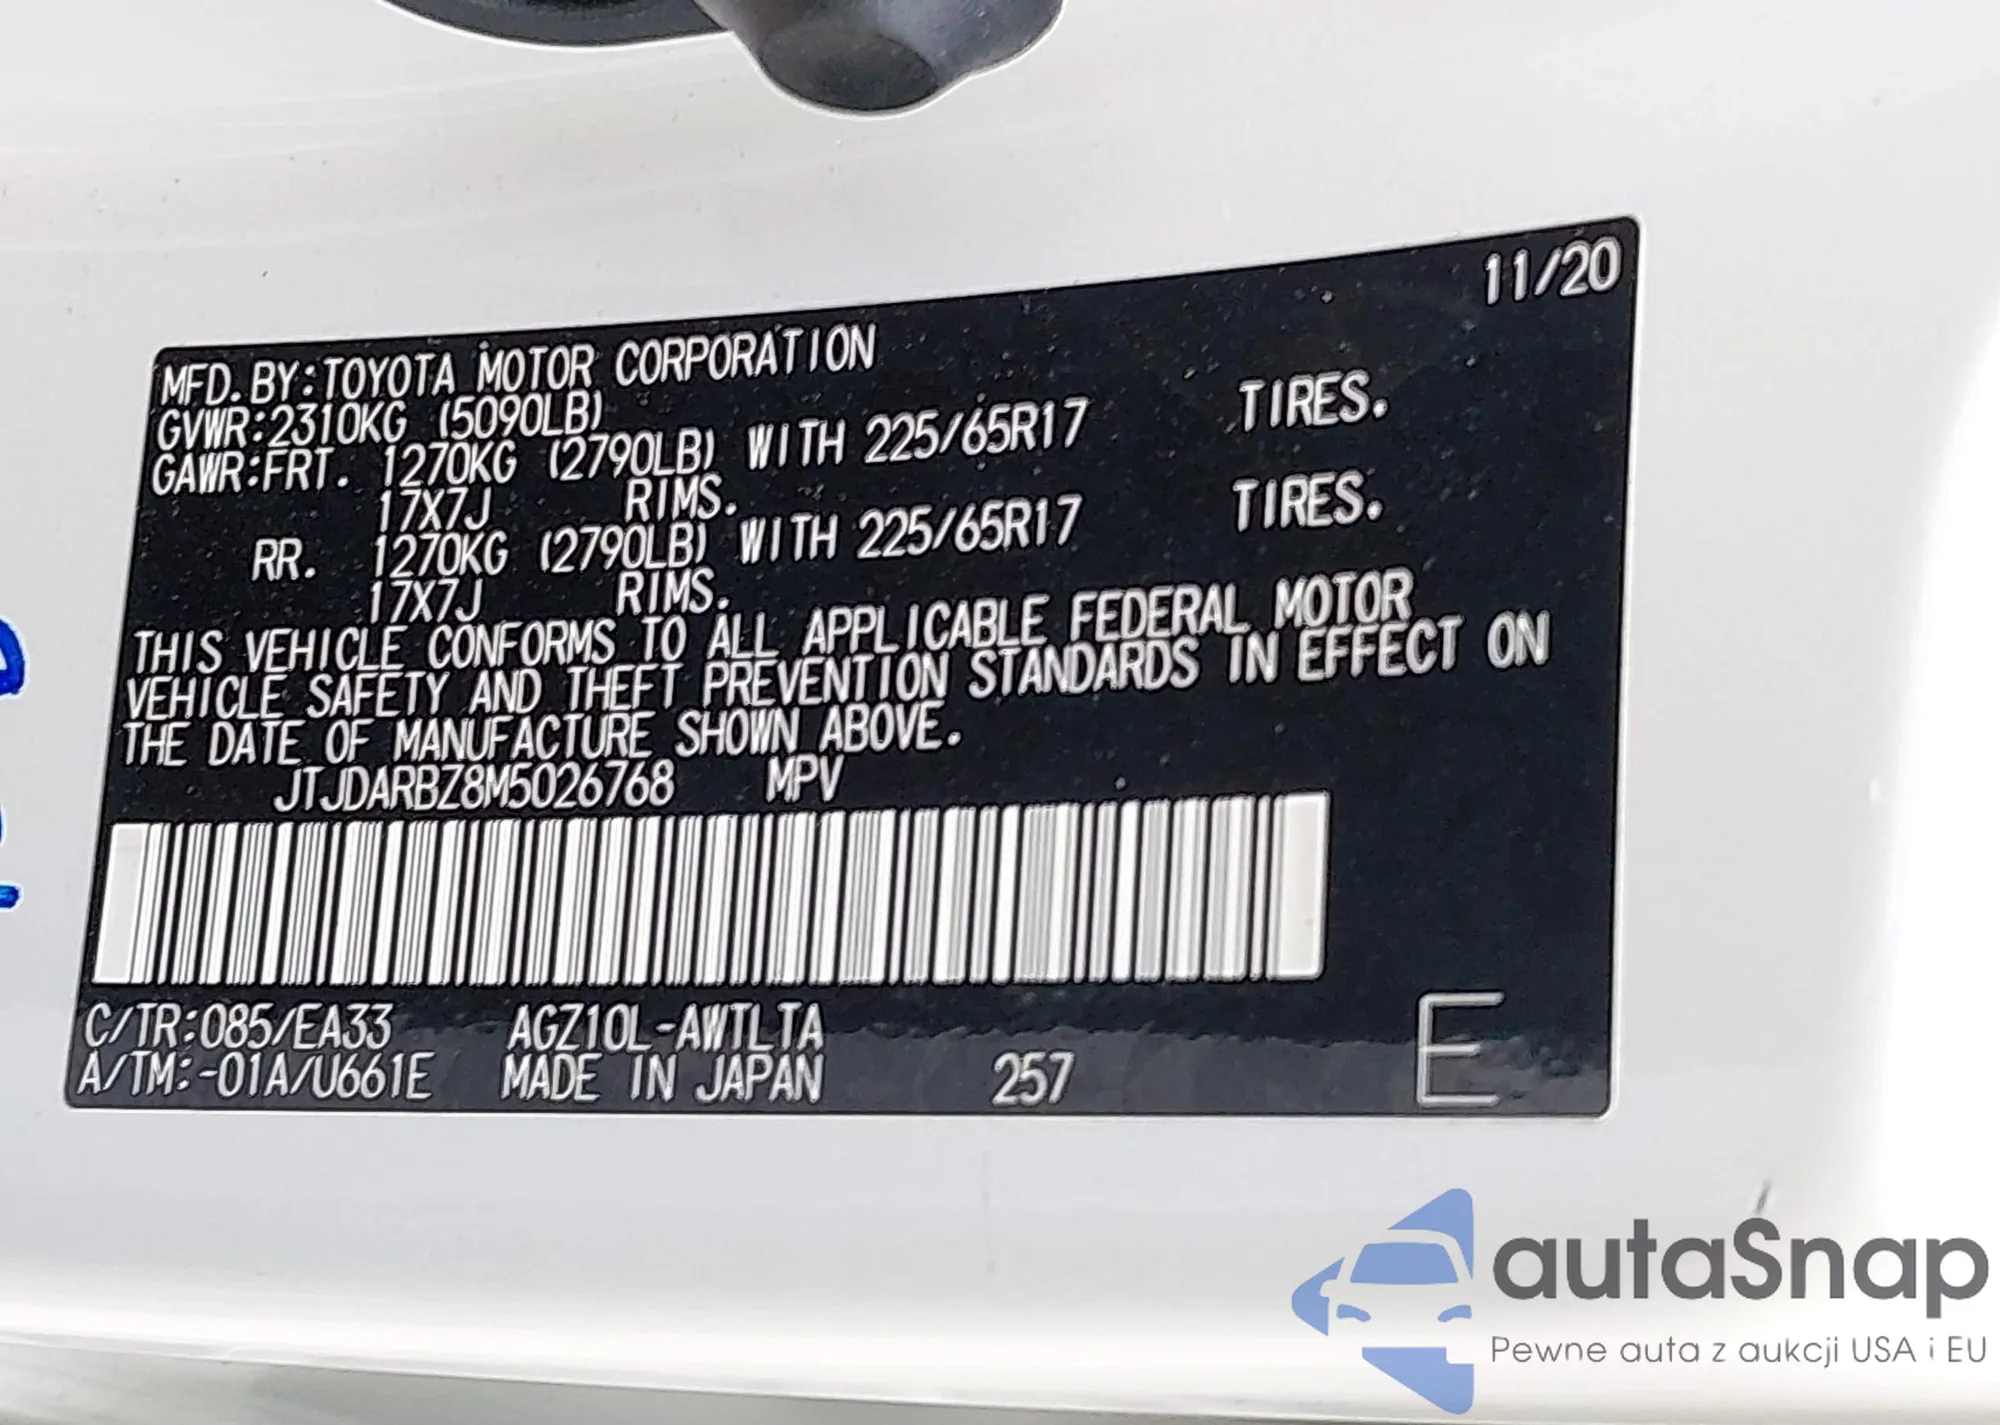 11/20
MFD. BY:TOYOTA MOTOR CORPORATION
GVWR:2310KG (5090LB)
GAWR:FRT. 1270KG (2790LB) WITH 225/65R17 TIRES.
17X7J RIMS.
RR. 1270KG (2790LB) WITH 225/65R17 TIRES.
17X7J RIMS.
THIS VEHICLE CONFORMS TO ALL APPLICABLE FEDERAL MOTOR
VEHICLE SAFETY AND THEFT PREVENTION STANDARDS IN EFFECT ON
THE DATE OF MANUFACTURE SHOWN ABOVE.
JTJDARBZ8M5026768 MPV
C/TR:085/EA33 AGZ10L-AWTLTA
A/TM:-01A/U661E MADE IN JAPAN 257 E
autaSnap
Pewne auta z aukcji USA i EU